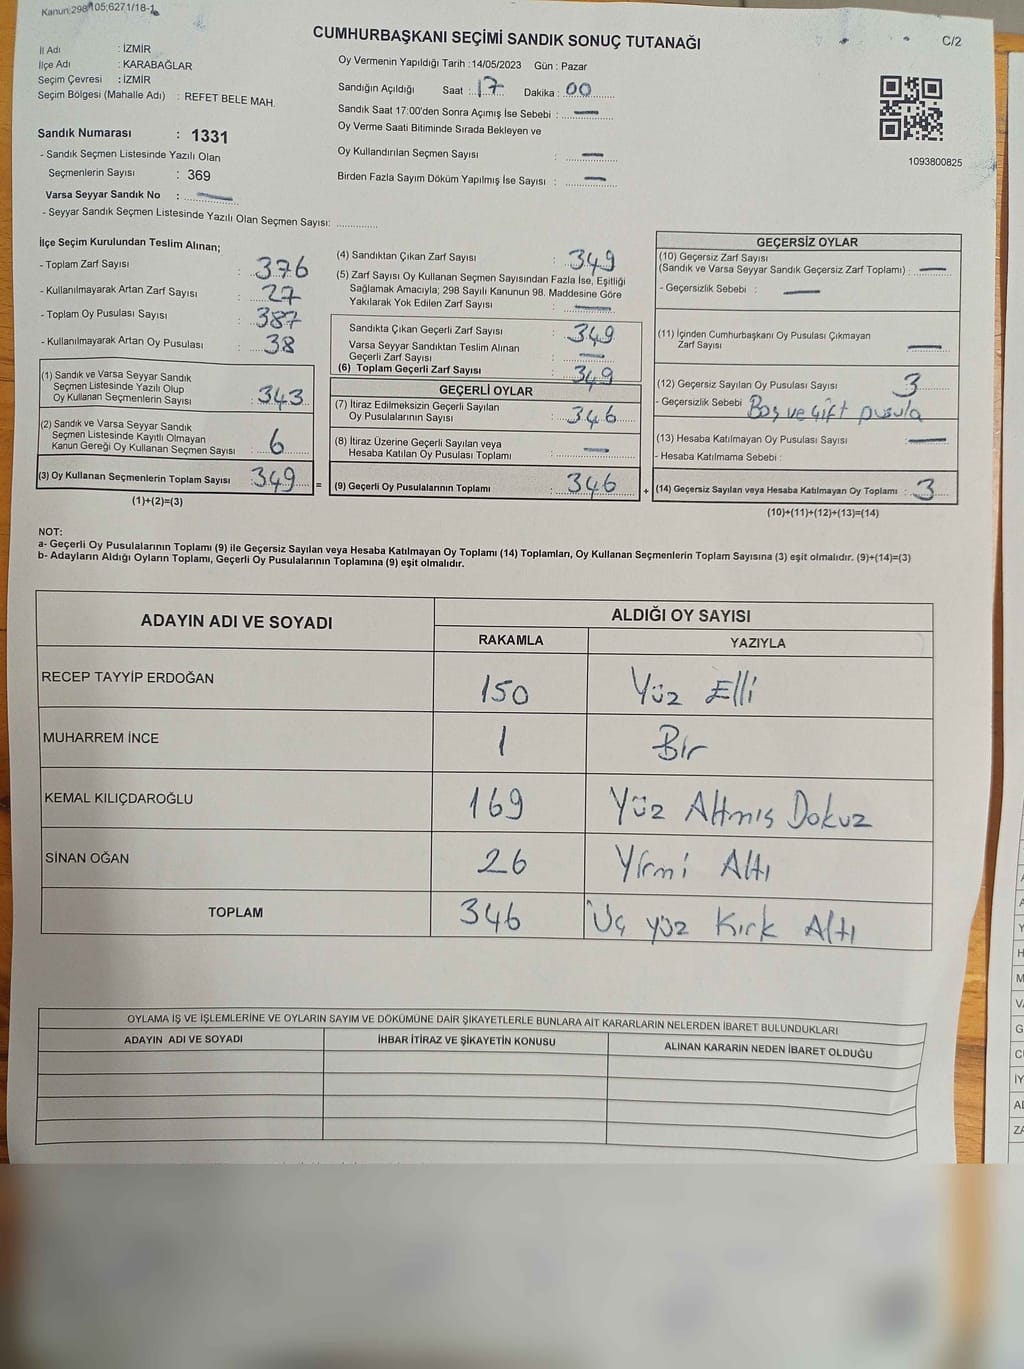 Kanun:298
105;6271/18-1
CUMHURBAŞKANI SEÇİMİ SANDIK SONUÇ TUTANAĞI
C/2
İl Adı : İZMİR
İlçe Adı : KARABAĞLAR
Seçim Çevresi : İZMİR
Seçim Bölgesi (Mahalle Adı) : REFET BELE MAH.
Oy Vermenin Yapıldığı Tarih :14/05/2023 Gün : Pazar
Sandığın Açıldığı Saat : 17 Dakika : 00
Sandık Saat 17:00'den Sonra Açımış İse Sebebi : —
Oy Verme Saati Bitiminde Sırada Bekleyen ve
Oy Kullandırılan Seçmen Sayısı : —
Birden Fazla Sayım Döküm Yapılmış İse Sayısı : —
1093800825
Sandık Numarası : 1331
- Sandık Seçmen Listesinde Yazılı Olan
Seçmenlerin Sayısı : 369
Varsa Seyyar Sandık No : —
- Seyyar Sandık Seçmen Listesinde Yazılı Olan Seçmen Sayısı: ..............
İlçe Seçim Kurulundan Teslim Alınan;
- Toplam Zarf Sayısı : 376
- Kullanılmayarak Artan Zarf Sayısı : 27
- Toplam Oy Pusulası Sayısı : 387
- Kullanılmayarak Artan Oy Pusulası : 38
(1) Sandık ve Varsa Seyyar Sandık
Seçmen Listesinde Yazılı Olup
Oy Kullanan Seçmenlerin Sayısı : 343
(2) Sandık ve Varsa Seyyar Sandık
Seçmen Listesinde Kayıtlı Olmayan
Kanun Gereği Oy Kullanan Seçmen Sayısı : 6
(3) Oy Kullanan Seçmenlerin Toplam Sayısı : 349 =
(1)+(2)=(3)
(4) Sandıktan Çıkan Zarf Sayısı : 349
(5) Zarf Sayısı Oy Kullanan Seçmen Sayısından Fazla İse, Eşitliği
Sağlamak Amacıyla; 298 Sayılı Kanunun 98. Maddesine Göre
Yakılarak Yok Edilen Zarf Sayısı : —
Sandıkta Çıkan Geçerli Zarf Sayısı : 349
Varsa Seyyar Sandıktan Teslim Alınan
Geçerli Zarf Sayısı : —
(6) Toplam Geçerli Zarf Sayısı : 349
GEÇERLİ OYLAR
(7) İtiraz Edilmeksizin Geçerli Sayılan
Oy Pusulalarının Sayısı : 346
(8) İtiraz Üzerine Geçerli Sayılan veya
Hesaba Katılan Oy Pusulası Toplamı : —
(9) Geçerli Oy Pusulalarının Toplamı : 346 +
GEÇERSİZ OYLAR
(10) Geçersiz Zarf Sayısı
(Sandık ve Varsa Seyyar Sandık Geçersiz Zarf Toplamı) : —
- Geçersizlik Sebebi : —
(11) İçinden Cumhurbaşkanı Oy Pusulası Çıkmayan
Zarf Sayısı —
(12) Geçersiz Sayılan Oy Pusulası Sayısı : 3
- Geçersizlik Sebebi Boş ve Çift pusula
(13) Hesaba Katılmayan Oy Pusulası Sayısı : —
- Hesaba Katılmama Sebebi :
(14) Geçersiz Sayılan veya Hesaba Katılmayan Oy Toplamı : 3
(10)+(11)+(12)+(13)=(14)
NOT:
a- Geçerli Oy Pusulalarının Toplamı (9) ile Geçersiz Sayılan veya Hesaba Katılmayan Oy Toplamı (14) Toplamları, Oy Kullanan Seçmenlerin Toplam Sayısına (3) eşit olmalıdır. (9)+(14)=(3)
b- Adayların Aldığı Oyların Toplamı, Geçerli Oy Pusulalarının Toplamına (9) eşit olmalıdır.
ADAYIN ADI VE SOYADI ALDIĞI OY SAYISI
RAKAMLA YAZIYLA
RECEP TAYYİP ERDOĞAN 150 Yüz Elli
MUHARREM İNCE 1 Bir
KEMAL KILIÇDAROĞLU 169 Yüz Altmış Dokuz
SİNAN OĞAN 26 Yirmi Altı
TOPLAM 346 Üç yüz Kırk Altı
OYLAMA İŞ VE İŞLEMLERİNE VE OYLARIN SAYIM VE DÖKÜMÜNE DAİR ŞİKAYETLERLE BUNLARA AİT KARARLARIN NELERDEN İBARET BULUNDUKLARI
ADAYIN ADI VE SOYADI İHBAR İTİRAZ VE ŞİKAYETİN KONUSU ALINAN KARARIN NEDEN İBARET OLDUĞU